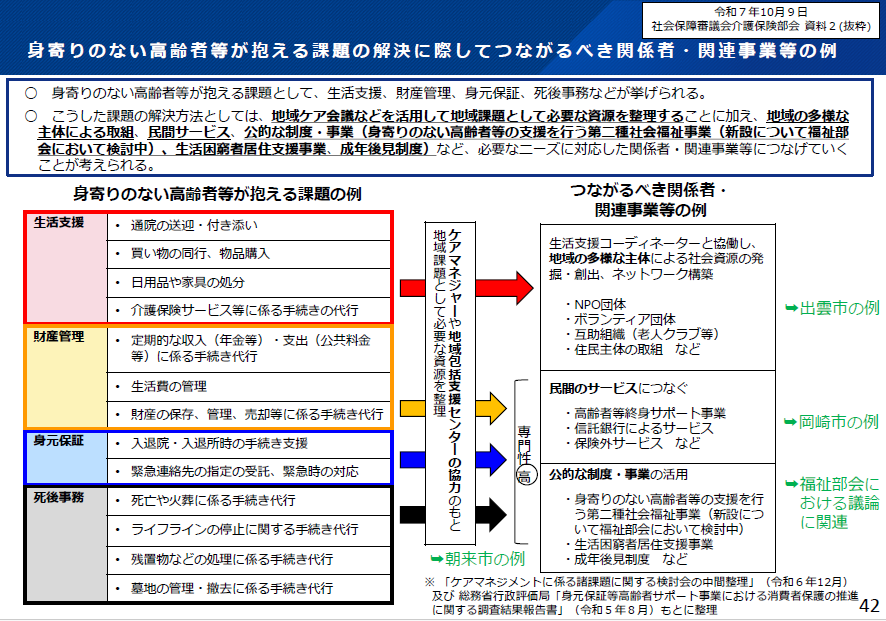 令和７年10月９日
社会保障審議会介護保険部会 資料２(抜粋)
身寄りのない高齢者等が抱える課題の解決に際してつながるべき関係者・関連事業等の例
○ 身寄りのない高齢者等が抱える課題として、生活支援、財産管理、身元保証、死後事務などが挙げられる。
○ こうした課題の解決方法としては、地域ケア会議などを活用して地域課題として必要な資源を整理することに加え、地域の多様な
主体による取組、民間サービス、公的な制度・事業（身寄りのない高齢者等の支援を行う第二種社会福祉事業（新設について福祉部
会において検討中）、生活困窮者居住支援事業、成年後見制度）など、必要なニーズに対応した関係者・関連事業等につなげていく
ことが考えられる。
身寄りのない高齢者等が抱える課題の例
生活支援
・ 通院の送迎・付き添い
・ 買い物の同行、物品購入
・ 日用品や家具の処分
・ 介護保険サービス等に係る手続きの代行
財産管理
・ 定期的な収入（年金等）・支出（公共料金
等）に係る手続き代行
・ 生活費の管理
・ 財産の保存、管理、売却等に係る手続き代行
身元保証
・ 入退院・入退所時の手続き支援
・ 緊急連絡先の指定の受託、緊急時の対応
死後事務
・ 死亡や火葬に係る手続き代行
・ ライフラインの停止に関する手続き代行
・ 残置物などの処理に係る手続き代行
・ 墓地の管理・撤去に係る手続き代行
ケアマネジャーや地域包括支援センターの協力のもと
地域課題として必要な資源を整理
➥朝来市の例
専門性 高
つながるべき関係者・
関連事業等の例
生活支援コーディネーターと協働し、
地域の多様な主体による社会資源の発
掘・創出、ネットワーク構築
・NPO団体
・ボランティア団体
・互助組織（老人クラブ等）
・住民主体の取組 など
➥出雲市の例
民間のサービスにつなぐ
・高齢者等終身サポート事業
・信託銀行によるサービス
・保険外サービス など
➥岡崎市の例
公的な制度・事業の活用
・身寄りのない高齢者等の支援を行
う第二種社会福祉事業（新設につ
いて福祉部会において検討中）
・生活困窮者居住支援事業
・成年後見制度 など
➥福祉部会に
おける議論
に関連
※ 「ケアマネジメントに係る諸課題に関する検討会の中間整理」（令和６年12月）
及び 総務省行政評価局「身元保証等高齢者サポート事業における消費者保護の推進
に関する調査結果報告書」（令和５年８月）もとに整理
42